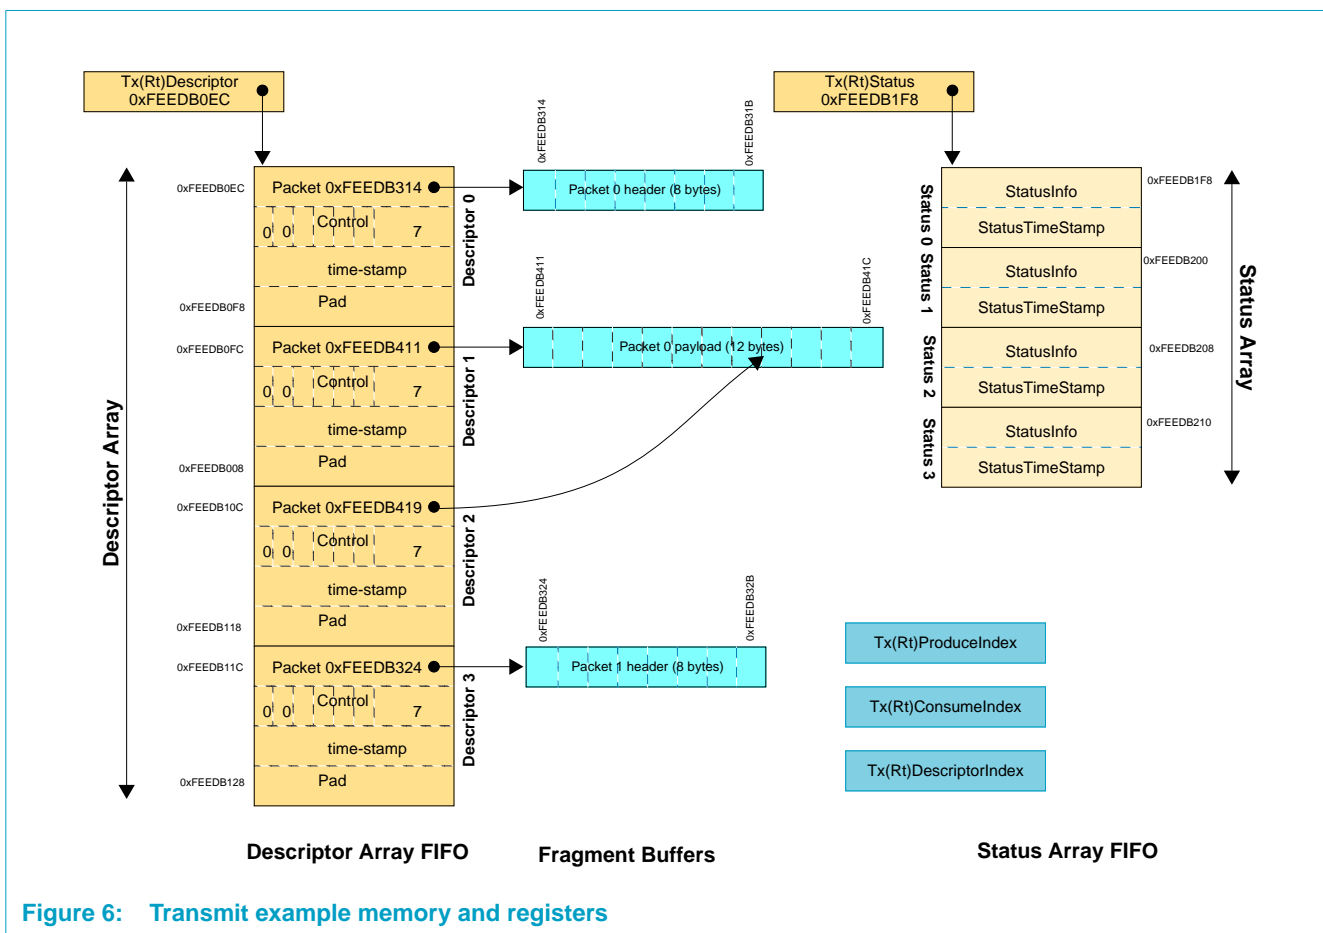 Tx(Rt)Descriptor
0xFEEDB0EC
Tx(Rt)Status
0xFEEDB1F8
0xFEEDB314
0xFEEDB31B
0xFEEDB0EC
Packet 0xFEEDB314
Packet 0 header (8 bytes)
Control
0 0 7
time-stamp
0xFEEDB0F8
Pad
Descriptor 0
0xFEEDB411
0xFEEDB41C
0xFEEDB0FC
Packet 0xFEEDB411
Packet 0 payload (12 bytes)
Control
0 0 7
time-stamp
0xFEEDB008
Pad
Descriptor 1
0xFEEDB10C
Packet 0xFEEDB419
Control
0 0 7
time-stamp
0xFEEDB118
Pad
Descriptor 2
0xFEEDB324
0xFEEDB32B
0xFEEDB11C
Packet 0xFEEDB324
Packet 1 header (8 bytes)
Control
0 0 7
time-stamp
0xFEEDB128
Pad
Descriptor 3
Descriptor Array
Status 0
StatusInfo
0xFEEDB1F8
StatusTimeStamp
Status 1
StatusInfo
0xFEEDB200
StatusTimeStamp
Status 2
StatusInfo
0xFEEDB208
StatusTimeStamp
Status 3
StatusInfo
0xFEEDB210
StatusTimeStamp
Status Array
Tx(Rt)ProduceIndex
Tx(Rt)ConsumeIndex
Tx(Rt)DescriptorIndex
Descriptor Array FIFO
Fragment Buffers
Status Array FIFO
Figure 6: Transmit example memory and registers